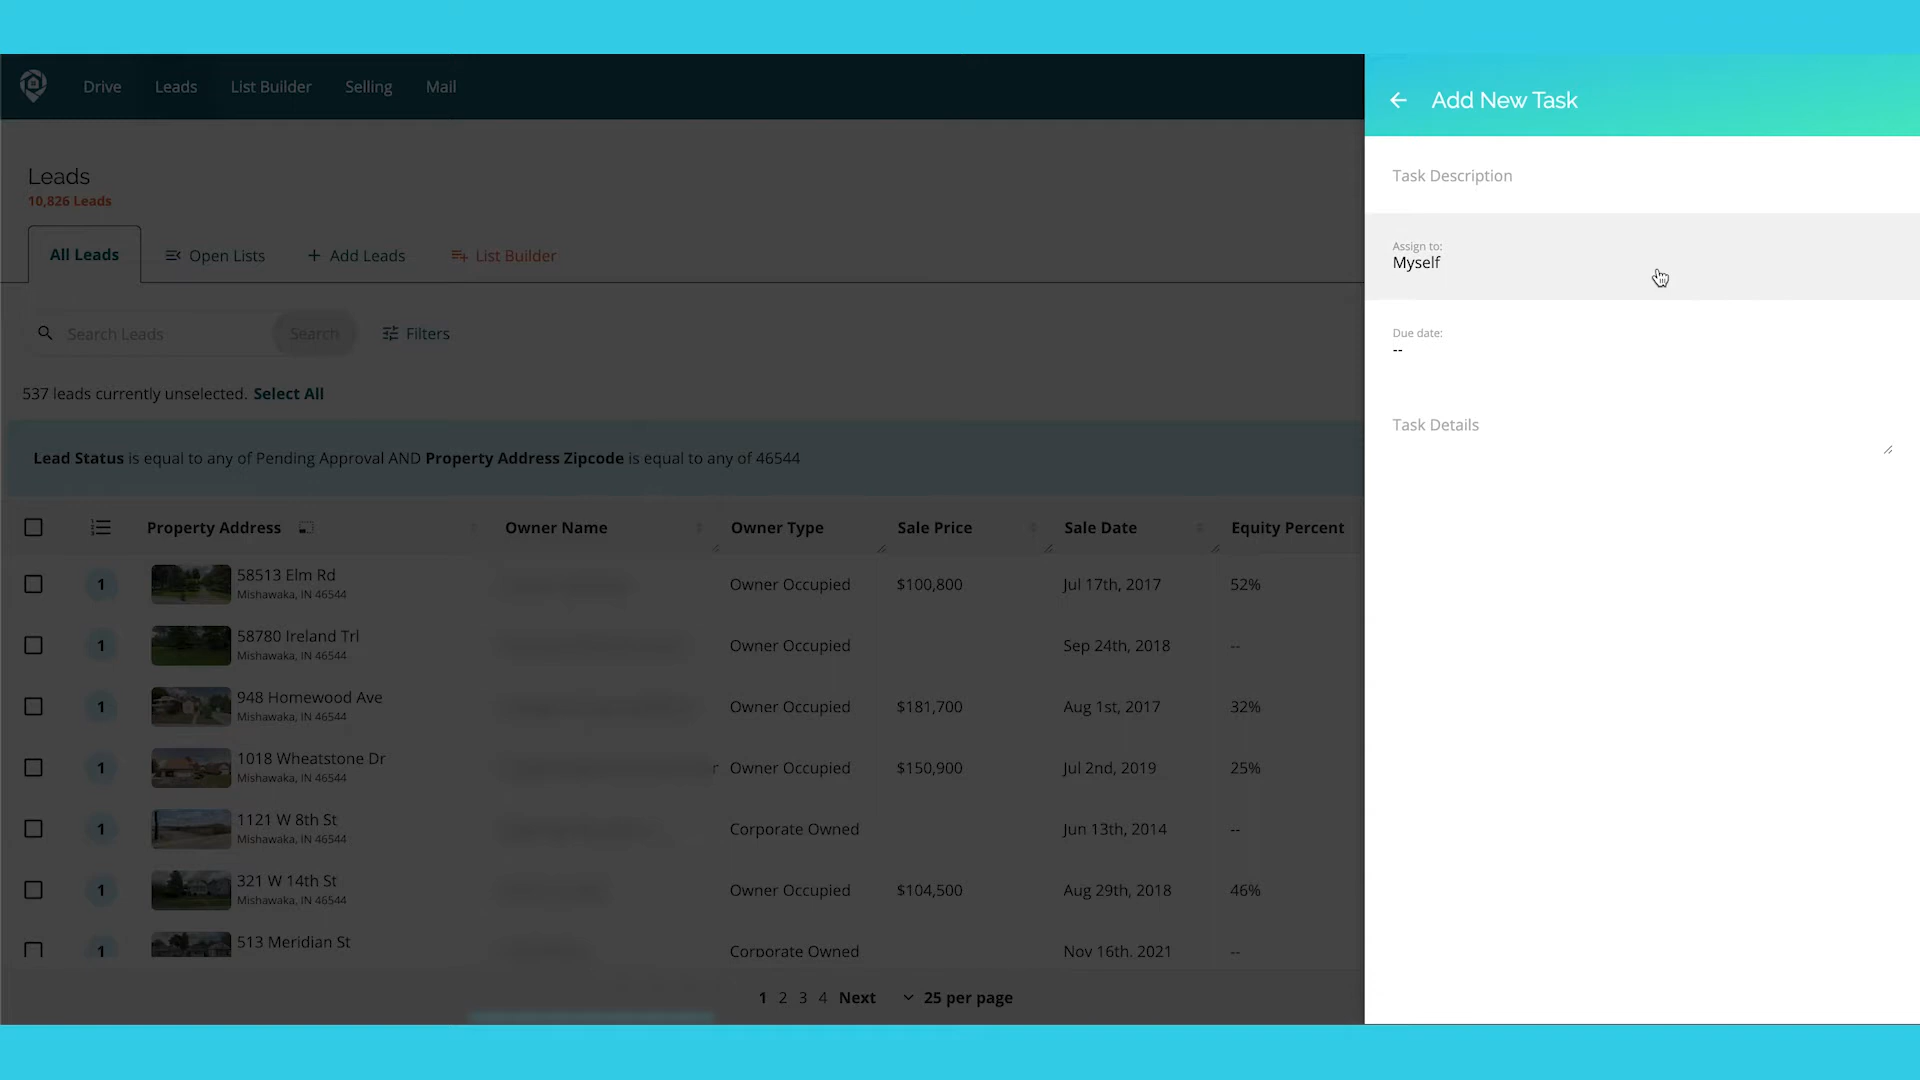 Drive Leads List Builder Selling Mail
Add New Task
Leads
10,826 Leads
All Leads Open Lists + Add Leads List Builder
Search Leads Search Filters
537 leads currently unselected. Select All
Lead Status is equal to any of Pending Approval AND Property Address Zipcode is equal to any of 46544
Property Address Owner Name Owner Type Sale Price Sale Date Equity Percent
1 58513 Elm Rd Owner Occupied $100,800 Jul 17th, 2017 52%
Mishawaka, IN 46544
1 58780 Ireland Trl Owner Occupied Sep 24th, 2018 --
Mishawaka, IN 46544
1 948 Homewood Ave Owner Occupied $181,700 Aug 1st, 2017 32%
Mishawaka, IN 46544
1 1018 Wheatstone Dr r Owner Occupied $150,900 Jul 2nd, 2019 25%
Mishawaka, IN 46544
1 1121 W 8th St Corporate Owned Jun 13th, 2014 --
Mishawaka, IN 46544
1 321 W 14th St Owner Occupied $104,500 Aug 29th, 2018 46%
Mishawaka, IN 46544
1 513 Meridian St Corporate Owned Nov 16th, 2021 --
1 2 3 4 Next 25 per page
Task Description
Assign to:
Myself
Due date:
--
Task Details